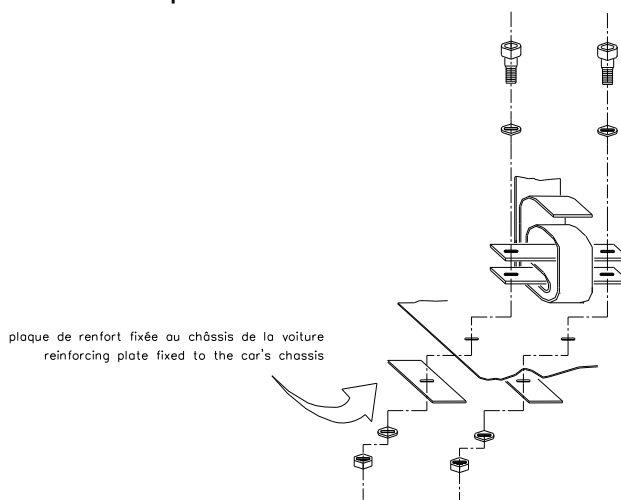 plaque de renfort fixée au châssis de la voiture
reinforcing plate fixed to the car's chassis